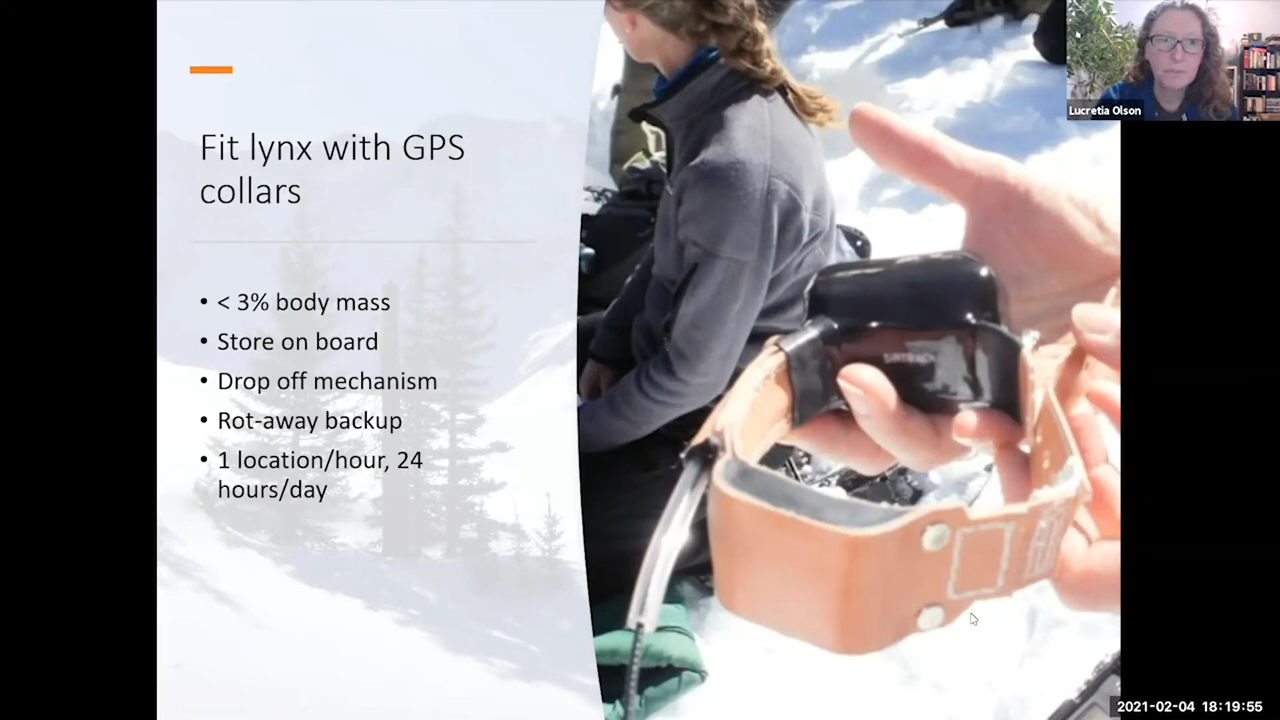 Fit lynx with GPS
collars
• < 3% body mass
• Store on board
• Drop off mechanism
• Rot-away backup
• 1 location/hour, 24
hours/day
Lucretia Olson
2021-02-04 18:19:55